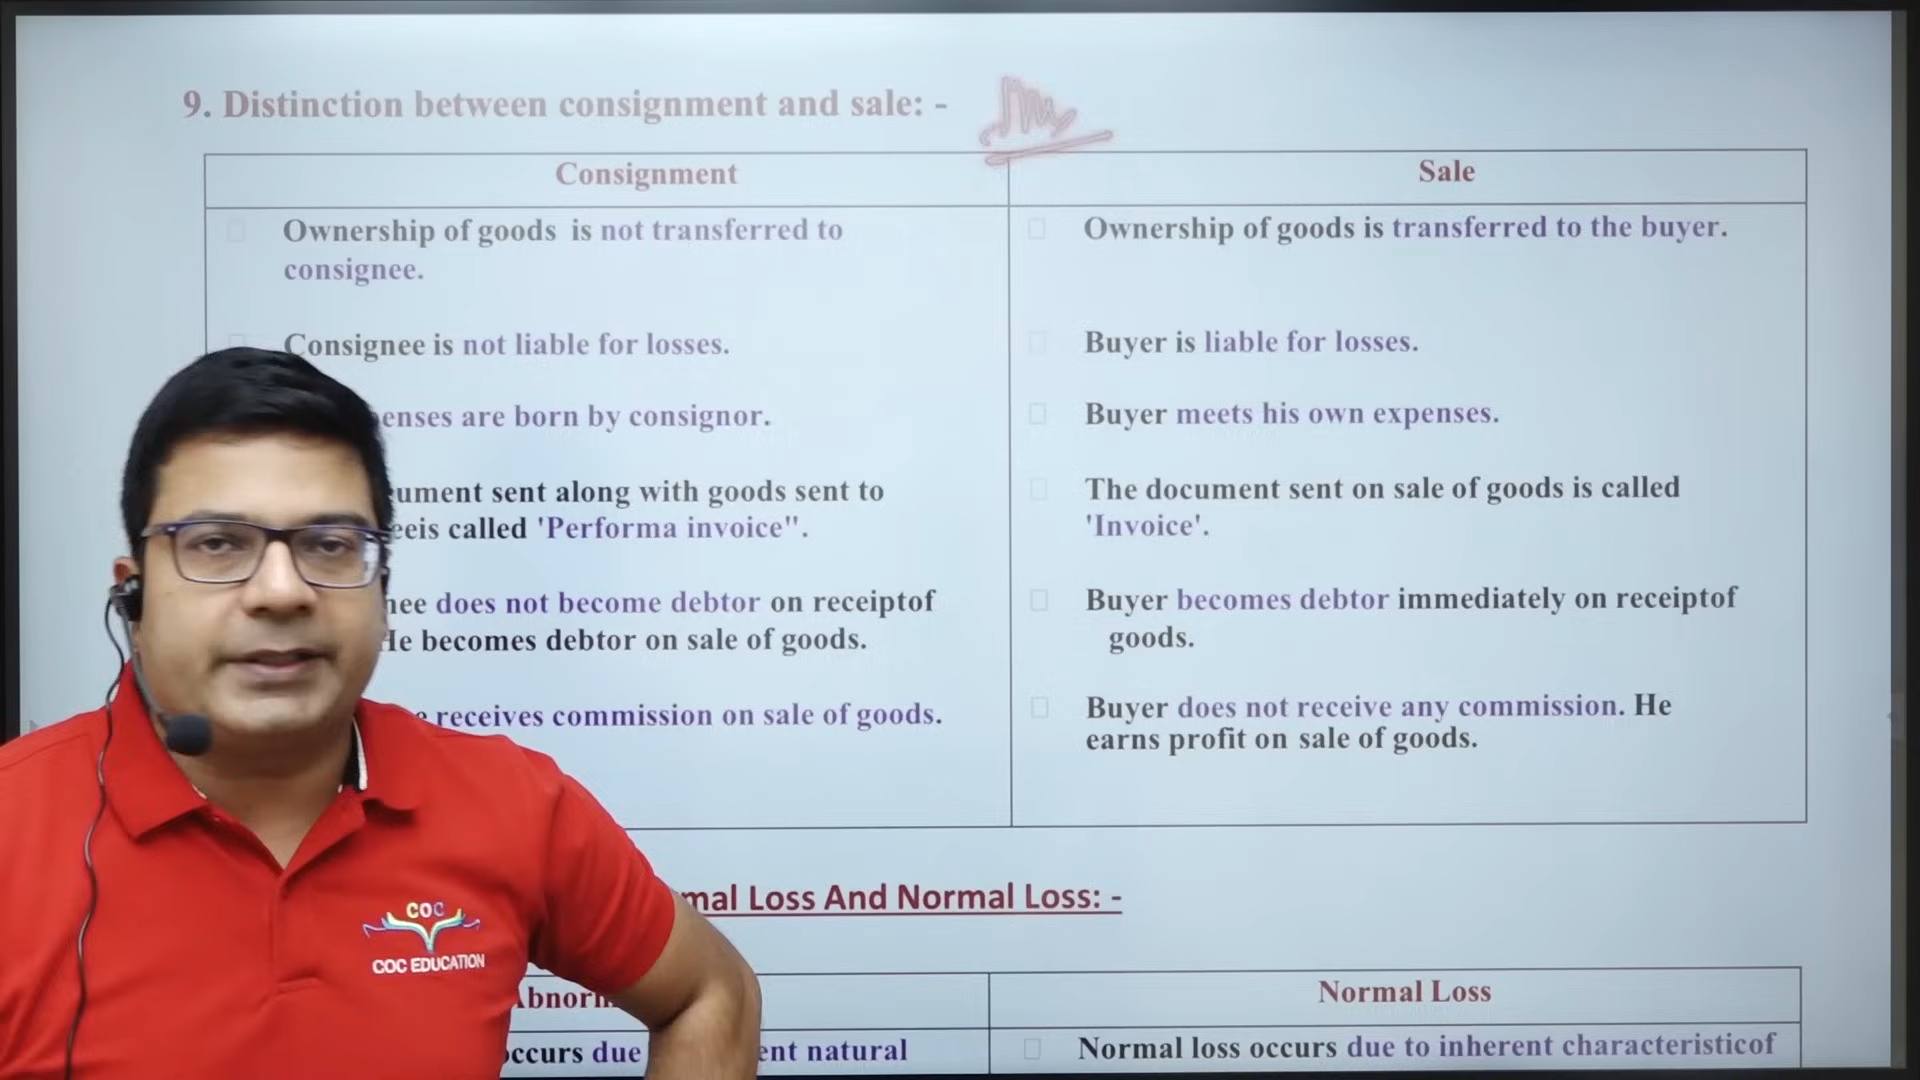 9. Distinction between consignment and sale: -
Consignment
Sale
Ownership of goods is not transferred to
consignee.
Ownership of goods is transferred to the buyer.
Consignee is not liable for losses.
Buyer is liable for losses.
are born by consignor.
Buyer meets his own expenses.
sent along with goods sent to
called 'Performa invoice".
The document sent on sale of goods is called
'Invoice'.
does not become debtor on receiptof
He becomes debtor on sale of goods.
Buyer becomes debtor immediately on receiptof
goods.
receives commission on sale of goods.
Buyer does not receive any commission. He
earns profit on sale of goods.
Loss And Normal Loss: -
Normal Loss
occurs due
natural
Normal loss occurs due to inherent characteristicof
COC
COC EDUCATION